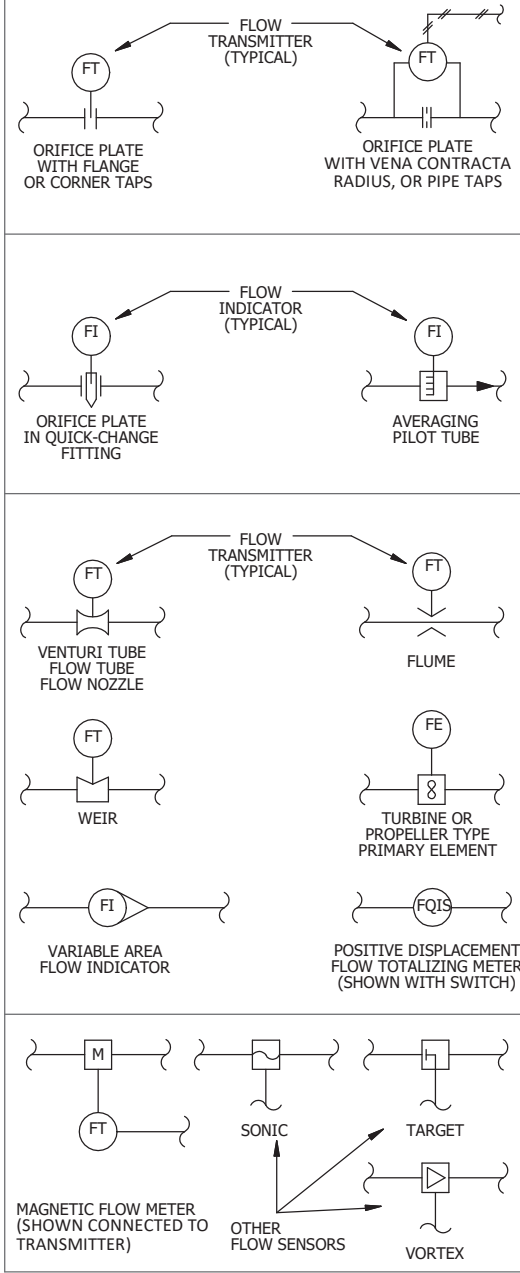 FLOW
TRANSMITTER
(TYPICAL)
FT
FT
ORIFICE PLATE
WITH FLANGE
OR CORNER TAPS
ORIFICE PLATE
WITH VENA CONTRACTA
RADIUS, OR PIPE TAPS
FLOW
INDICATOR
(TYPICAL)
FI
FI
ORIFICE PLATE
IN QUICK-CHANGE
FITTING
AVERAGING
PILOT TUBE
FLOW
TRANSMITTER
(TYPICAL)
FT
FT
VENTURI TUBE
FLOW TUBE
FLOW NOZZLE
FLUME
FT
FE
WEIR
TURBINE OR
PROPELLER TYPE
PRIMARY ELEMENT
FI
FQIS
VARIABLE AREA
FLOW INDICATOR
POSITIVE DISPLACEMENT
FLOW TOTALIZING METER
(SHOWN WITH SWITCH)
M
FT
SONIC
TARGET
MAGNETIC FLOW METER
(SHOWN CONNECTED TO
TRANSMITTER)
OTHER
FLOW SENSORS
VORTEX